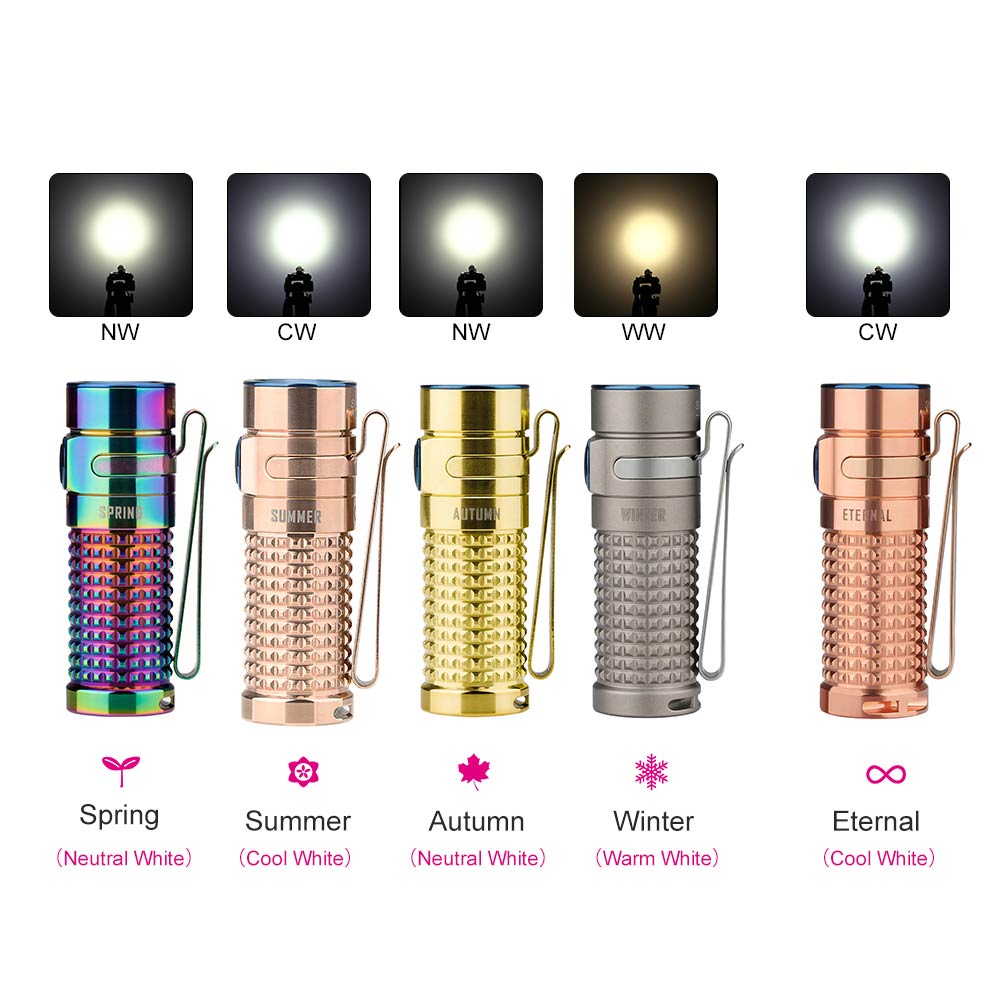 NW
CW
NW
WW
CW
SPRING
SUMMER
AUTUMN
WINTER
ETERNAL
Spring
Summer
Autumn
Winter
Eternal
（Neutral White）
（Cool White）
（Neutral White）
（Warm White）
（Cool White）